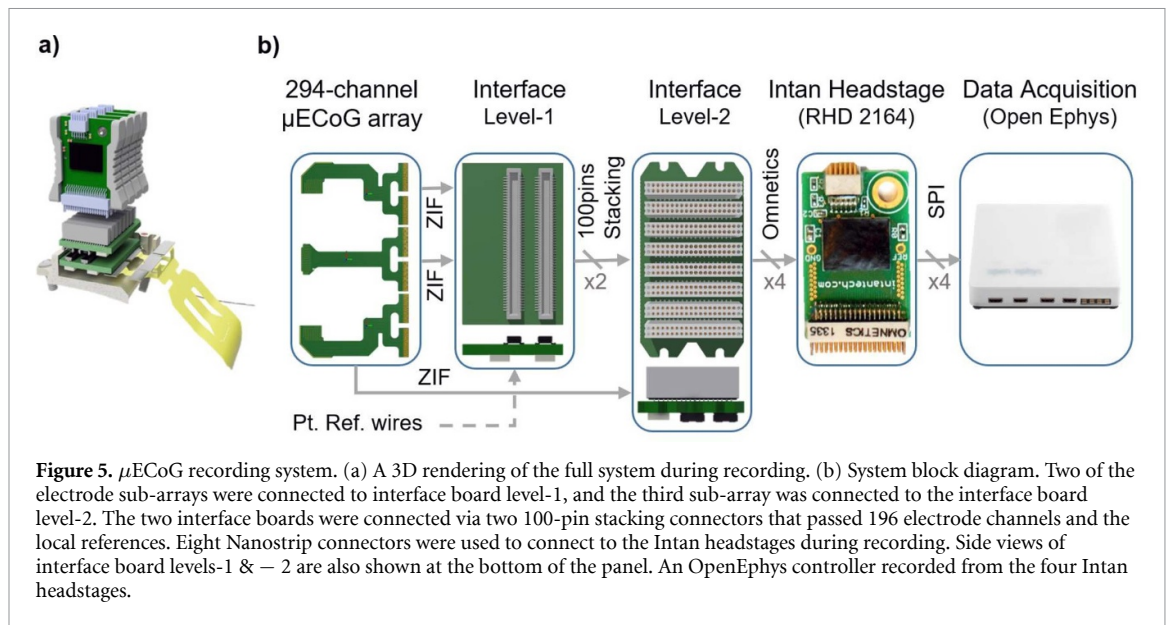 a)
b)
294-channel
μECoG array
Interface
Level-1
Interface
Level-2
Intan Headstage
(RHD 2164)
Data Acquisition
(Open Ephys)
ZIF
ZIF
100pins
Stacking
x2
Omnetics
x4
SPI
x4
GND
REF
intantech.com
OMNETICS 1335
ZIF
Pt. Ref. wires
Figure 5. μECoG recording system. (a) A 3D rendering of the full system during recording. (b) System block diagram. Two of the
electrode sub-arrays were connected to interface board level-1, and the third sub-array was connected to the interface board
level-2. The two interface boards were connected via two 100-pin stacking connectors that passed 196 electrode channels and the
local references. Eight Nanostrip connectors were used to connect to the Intan headstages during recording. Side views of
interface board levels-1 & − 2 are also shown at the bottom of the panel. An OpenEphys controller recorded from the four Intan
headstages.